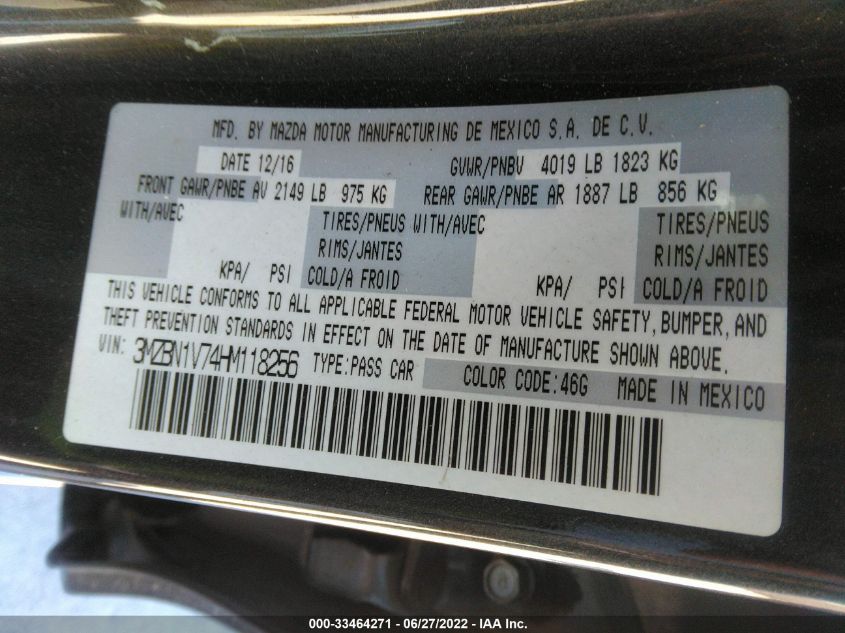 MFD. BY MAZDA MOTOR MANUFACTURING DE MEXICO S.A. DE C.V.
DATE 12/16 GVWR/PNBV 4019 LB 1823 KG
FRONT GAWR/PNBE AV 2149 LB 975 KG REAR GAWR/PNBE AR 1887 LB 856 KG
WITH/AVEC TIRES/PNEUS WITH/AVEC TIRES/PNEUS
RIMS/JANTES RIMS/JANTES
KPA/ PSI COLD/A FROID KPA/ PSI COLD/A FROID
THIS VEHICLE CONFORMS TO ALL APPLICABLE FEDERAL MOTOR VEHICLE SAFETY, BUMPER, AND
THEFT PREVENTION STANDARDS IN EFFECT ON THE DATE OF MANUFACTURE SHOWN ABOVE.
VIN: 3MZBN1V74HM118256 TYPE:PASS CAR COLOR CODE:46G MADE IN MEXICO
000-33464271 - 06/27/2022 - IAA Inc.